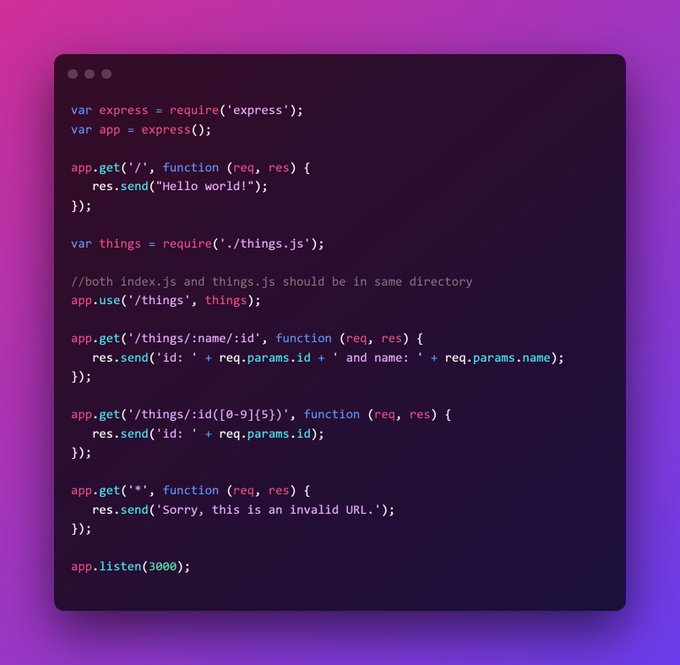 var express = require('express');
var app = express();

app.get('/', function (req, res) {
   res.send("Hello world!");
});

var things = require('./things.js');

//both index.js and things.js should be in same directory
app.use('/things', things);

app.get('/things/:name/:id', function (req, res) {
   res.send('id: ' + req.params.id + ' and name: ' + req.params.name);
});

app.get('/things/:id([0-9]{5})', function (req, res) {
   res.send('id: ' + req.params.id);
});

app.get('*', function (req, res) {
   res.send('Sorry, this is an invalid URL.');
});

app.listen(3000);